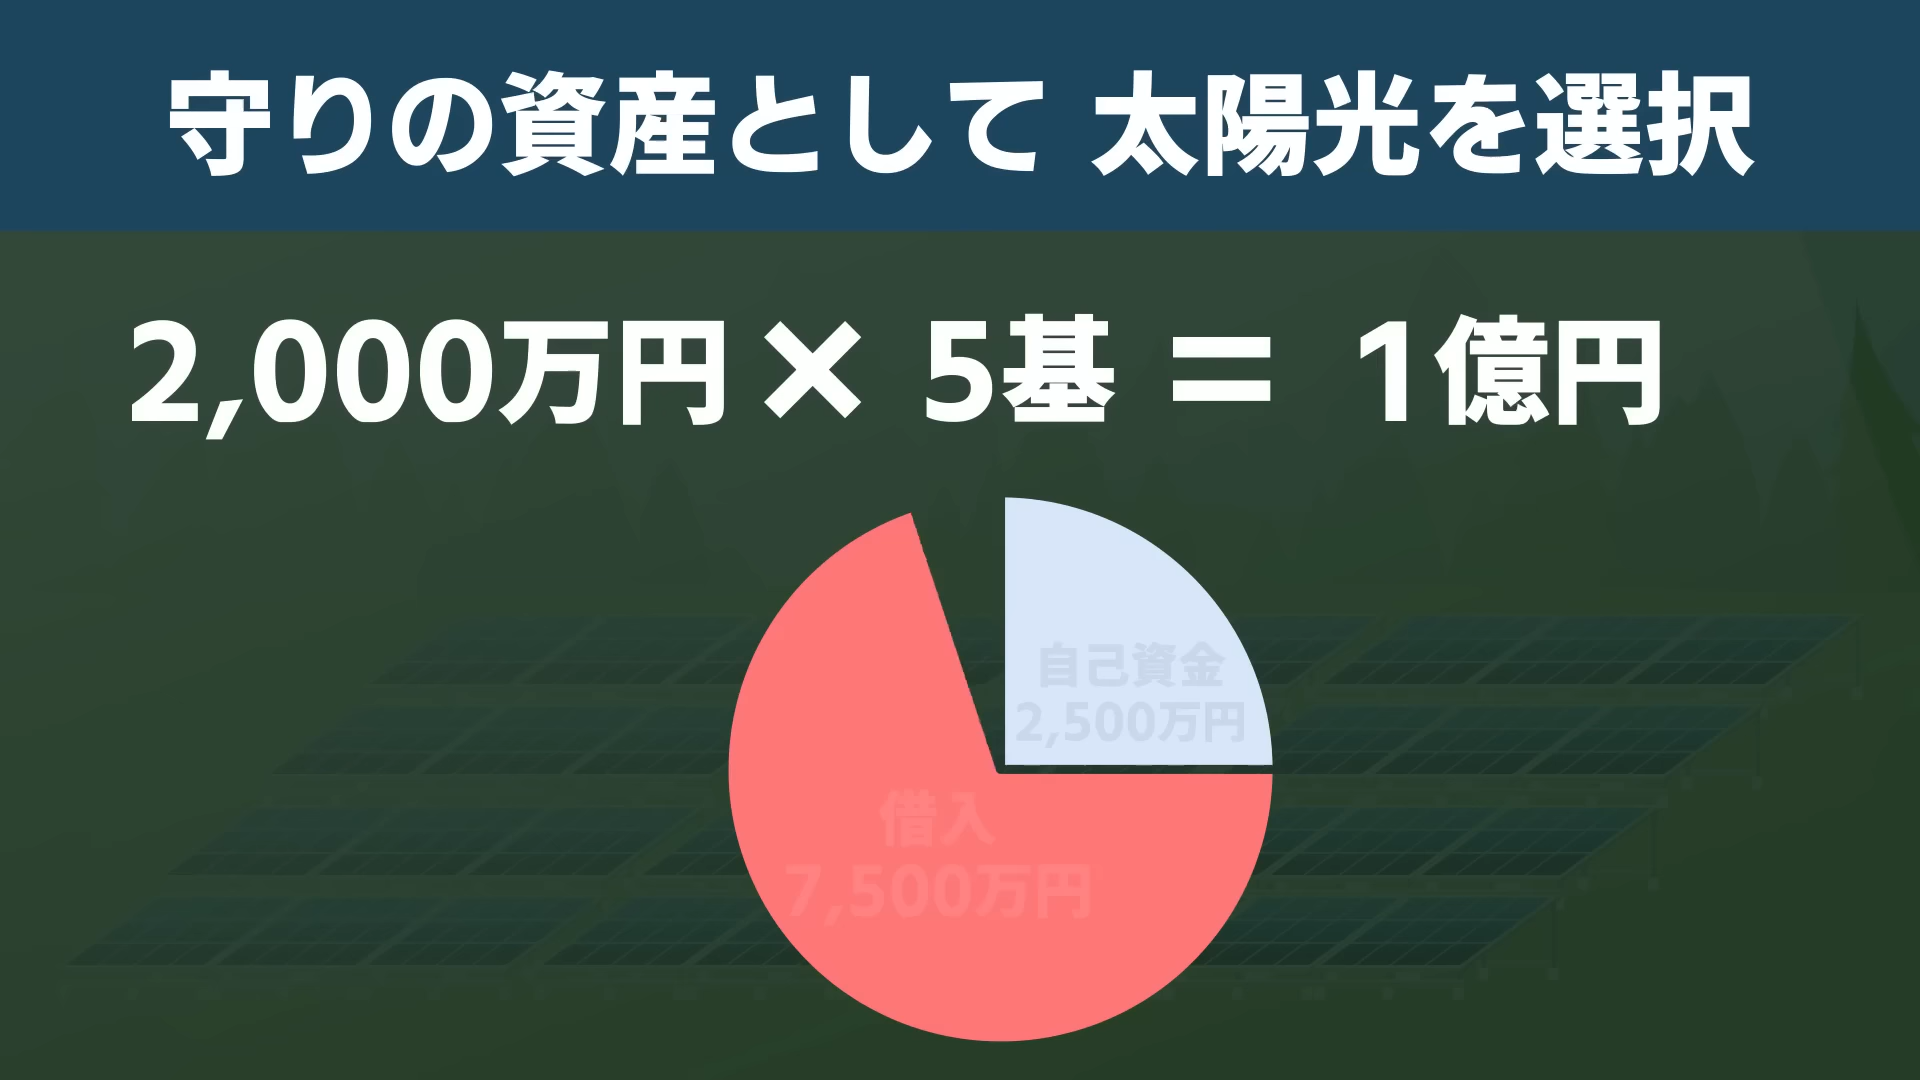 守りの資産として 太陽光を選択
2,000万円× 5基 = 1億円
自己資金
2,500万円
借入
7,500万円